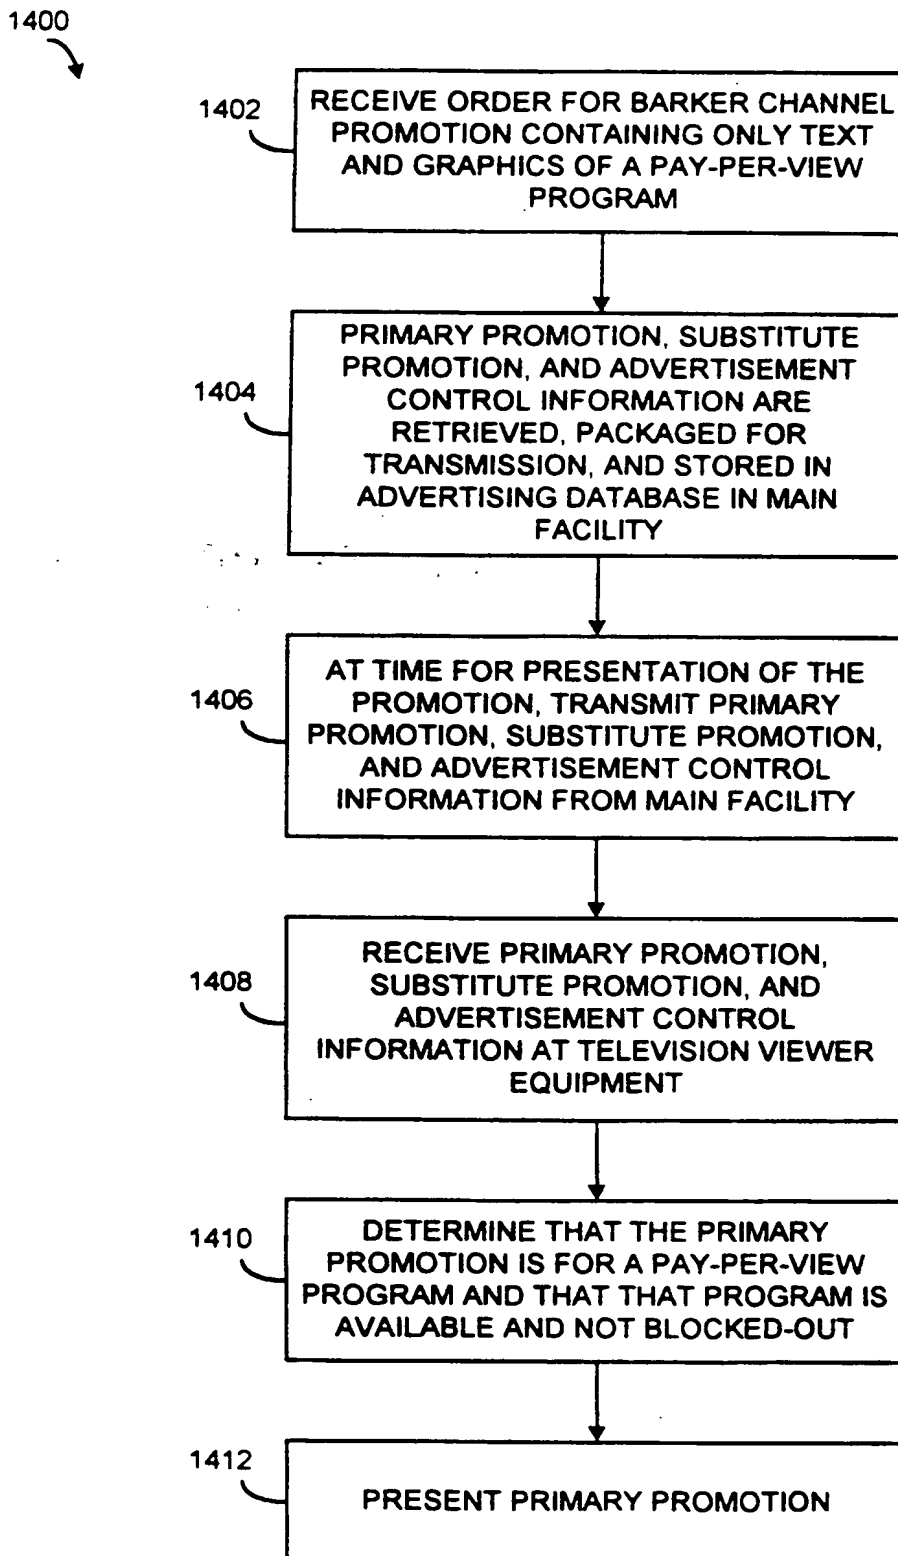 1400
1402
RECEIVE ORDER FOR BARKER CHANNEL
PROMOTION CONTAINING ONLY TEXT
AND GRAPHICS OF A PAY-PER-VIEW
PROGRAM
1404
PRIMARY PROMOTION, SUBSTITUTE
PROMOTION, AND ADVERTISEMENT
CONTROL INFORMATION ARE
RETRIEVED, PACKAGED FOR
TRANSMISSION, AND STORED IN
ADVERTISING DATABASE IN MAIN
FACILITY
1406
AT TIME FOR PRESENTATION OF THE
PROMOTION, TRANSMIT PRIMARY
PROMOTION, SUBSTITUTE PROMOTION,
AND ADVERTISEMENT CONTROL
INFORMATION FROM MAIN FACILITY
1408
RECEIVE PRIMARY PROMOTION,
SUBSTITUTE PROMOTION, AND
ADVERTISEMENT CONTROL
INFORMATION AT TELEVISION VIEWER
EQUIPMENT
1410
DETERMINE THAT THE PRIMARY
PROMOTION IS FOR A PAY-PER-VIEW
PROGRAM AND THAT THAT PROGRAM IS
AVAILABLE AND NOT BLOCKED-OUT
1412
PRESENT PRIMARY PROMOTION